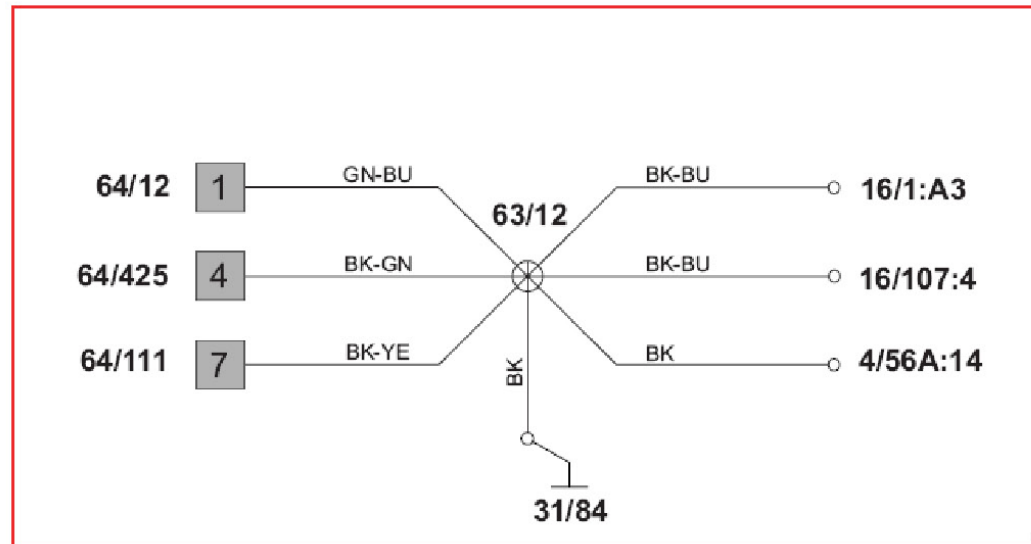 64/12 1 GN-BU BK-BU 16/1:A3
63/12
64/425 4 BK-GN BK-BU 16/107:4
64/111 7 BK-YE BK BK 4/56A:14
31/84